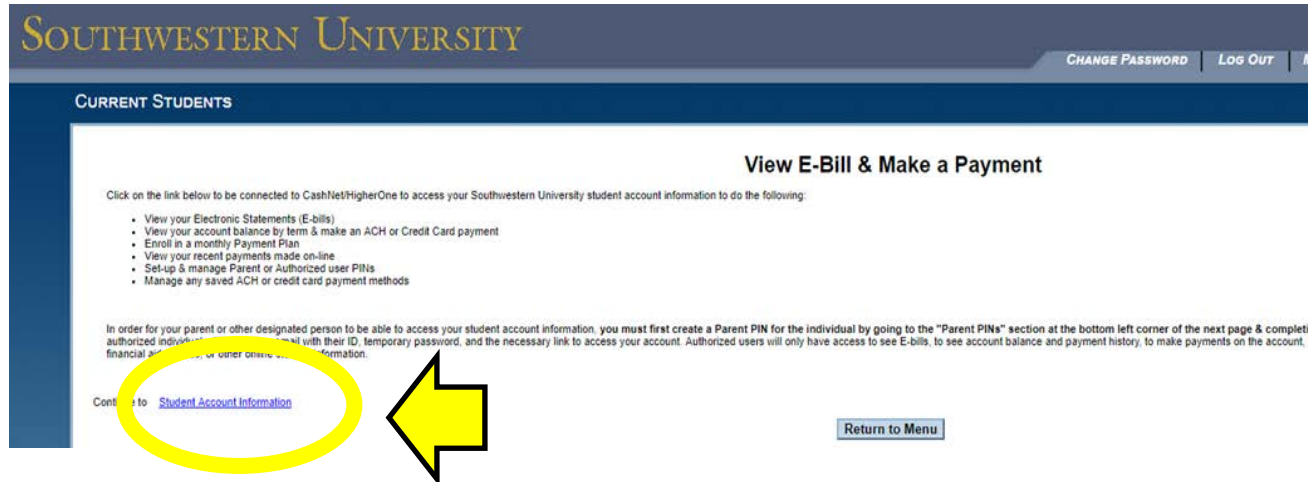 SOUTHWESTERN UNIVERSITY
CHANGE PASSWORD LOG OUT
CURRENT STUDENTS
View E-Bill & Make a Payment
Click on the link below to be connected to CashNet/HigherOne to access your Southwestern University student account information to do the following:
• View your Electronic Statements (E-bills)
• View your account balance by term & make an ACH or Credit Card payment
• Enroll in a monthly Payment Plan
• View your recent payments made on-line
• Set-up & manage Parent or Authorized user PINs
• Manage any saved ACH or credit card payment methods
In order for your parent or other designated person to be able to access your student account information, you must first create a Parent PIN for the individual by going to the "Parent PINs" section at the bottom left corner of the next page & completi
authorized with their ID, temporary password, and the necessary link to access your account. Authorized users will only have access to see E-bills, to see account balance and payment history, to make payments on the account,
financial or other online
Student Account Information
Return to Menu